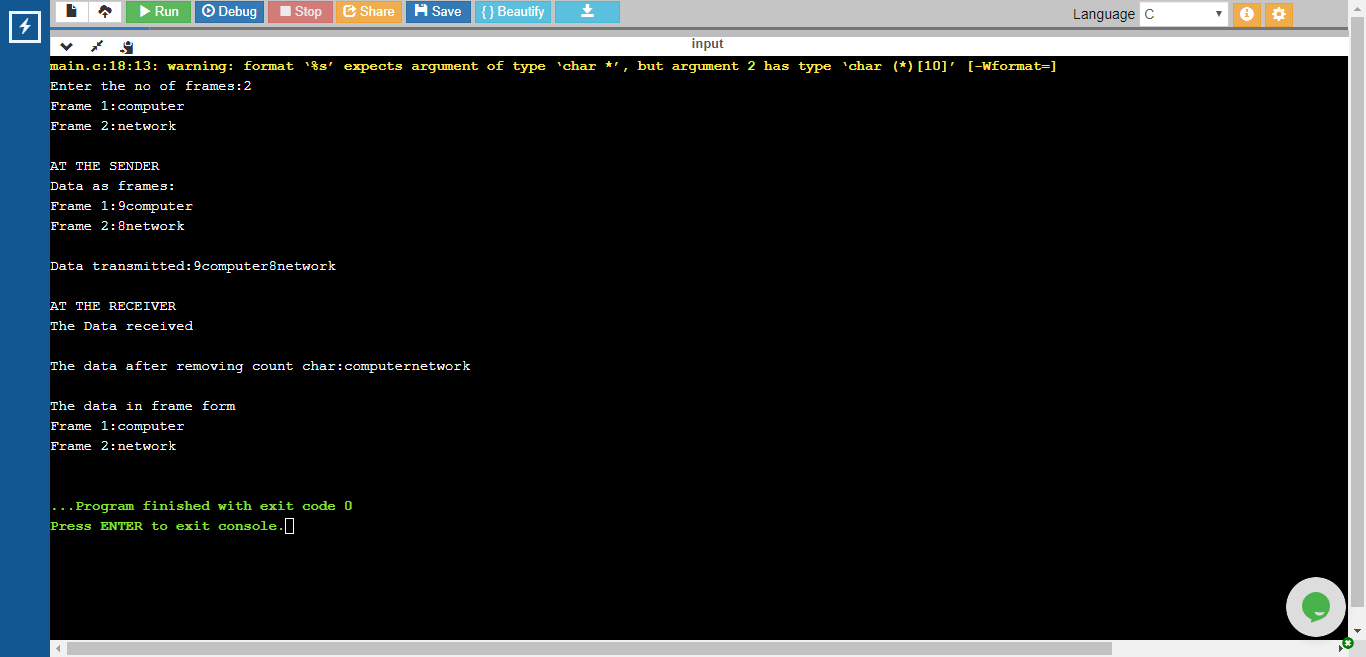 Run Debug Stop Share Save { } Beautify Language C
input
main.c:18:13: warning: format ‘%s’ expects argument of type ‘char *’, but argument 2 has type ‘char (*)[10]’ [-Wformat=]
Enter the no of frames:2
Frame 1:computer
Frame 2:network
AT THE SENDER
Data as frames:
Frame 1:9computer
Frame 2:8network
Data transmitted:9computer8network
AT THE RECEIVER
The Data received
The data after removing count char:computernetwork
The data in frame form
Frame 1:computer
Frame 2:network
...Program finished with exit code 0
Press ENTER to exit console.